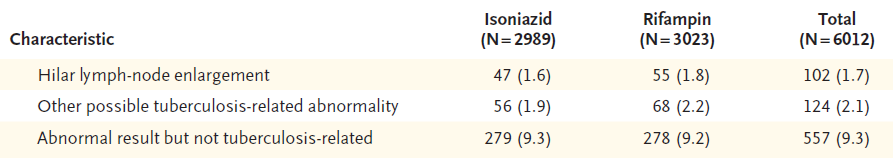 Characteristic Isoniazid (N=2989) Rifampin (N=3023) Total (N=6012)
Hilar lymph-node enlargement 47 (1.6) 55 (1.8) 102 (1.7)
Other possible tuberculosis-related abnormality 56 (1.9) 68 (2.2) 124 (2.1)
Abnormal result but not tuberculosis-related 279 (9.3) 278 (9.2) 557 (9.3)